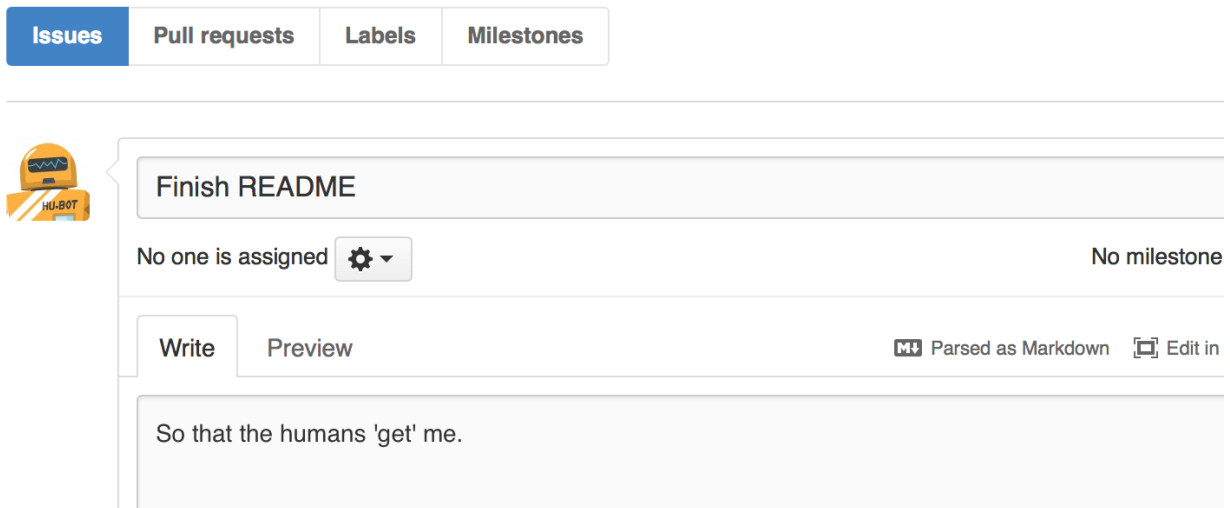 Issues Pull requests Labels Milestones
HU-BOT
Finish README
No one is assigned No milestone
Write Preview M↓ Parsed as Markdown Edit in
So that the humans 'get' me.